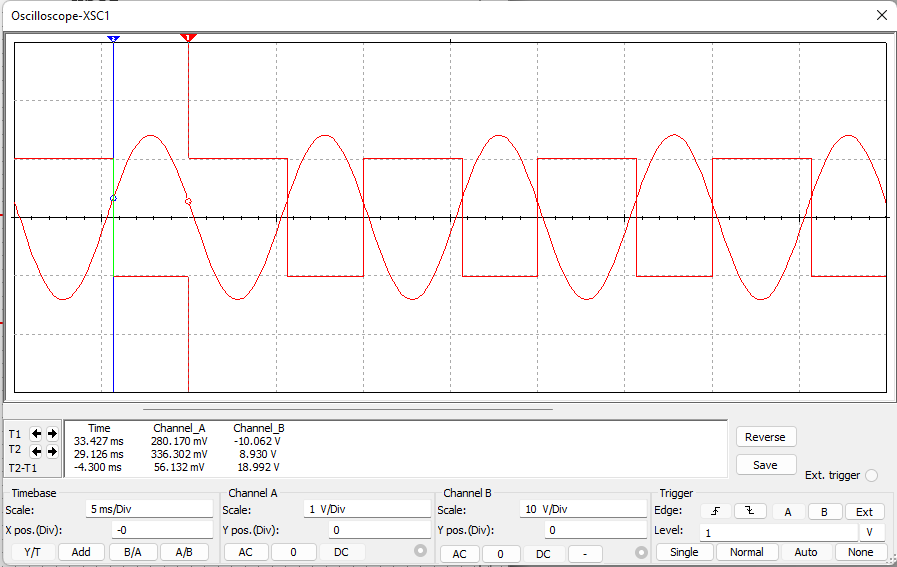 Oscilloscope-XSC1
2 1
Time Channel_A Channel_B
T1 33.427 ms 280.170 mV -10.062 V
T2 29.126 ms 336.302 mV 8.930 V
T2-T1 -4.300 ms 56.132 mV 18.992 V
Reverse
Save
Ext. trigger
Timebase Channel A Channel B Trigger
Scale: 5 ms/Div Scale: 1 V/Div Scale: 10 V/Div Edge: A B Ext
X pos.(Div): -0 Y pos.(Div): 0 Y pos.(Div): 0 Level: 1 V
Y/T Add B/A A/B AC 0 DC AC 0 DC - Single Normal Auto None